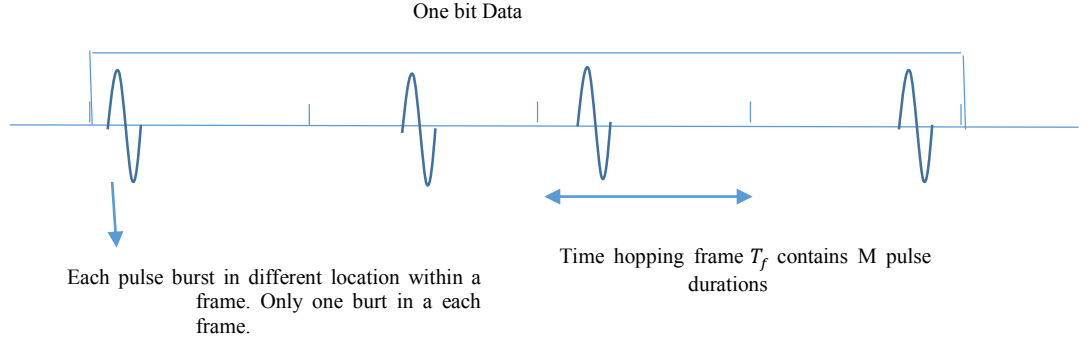 One bit Data
Each pulse burst in different location within a
frame. Only one burt in a each
frame.
Time hopping frame 𝑇𝑓 contains M pulse
durations